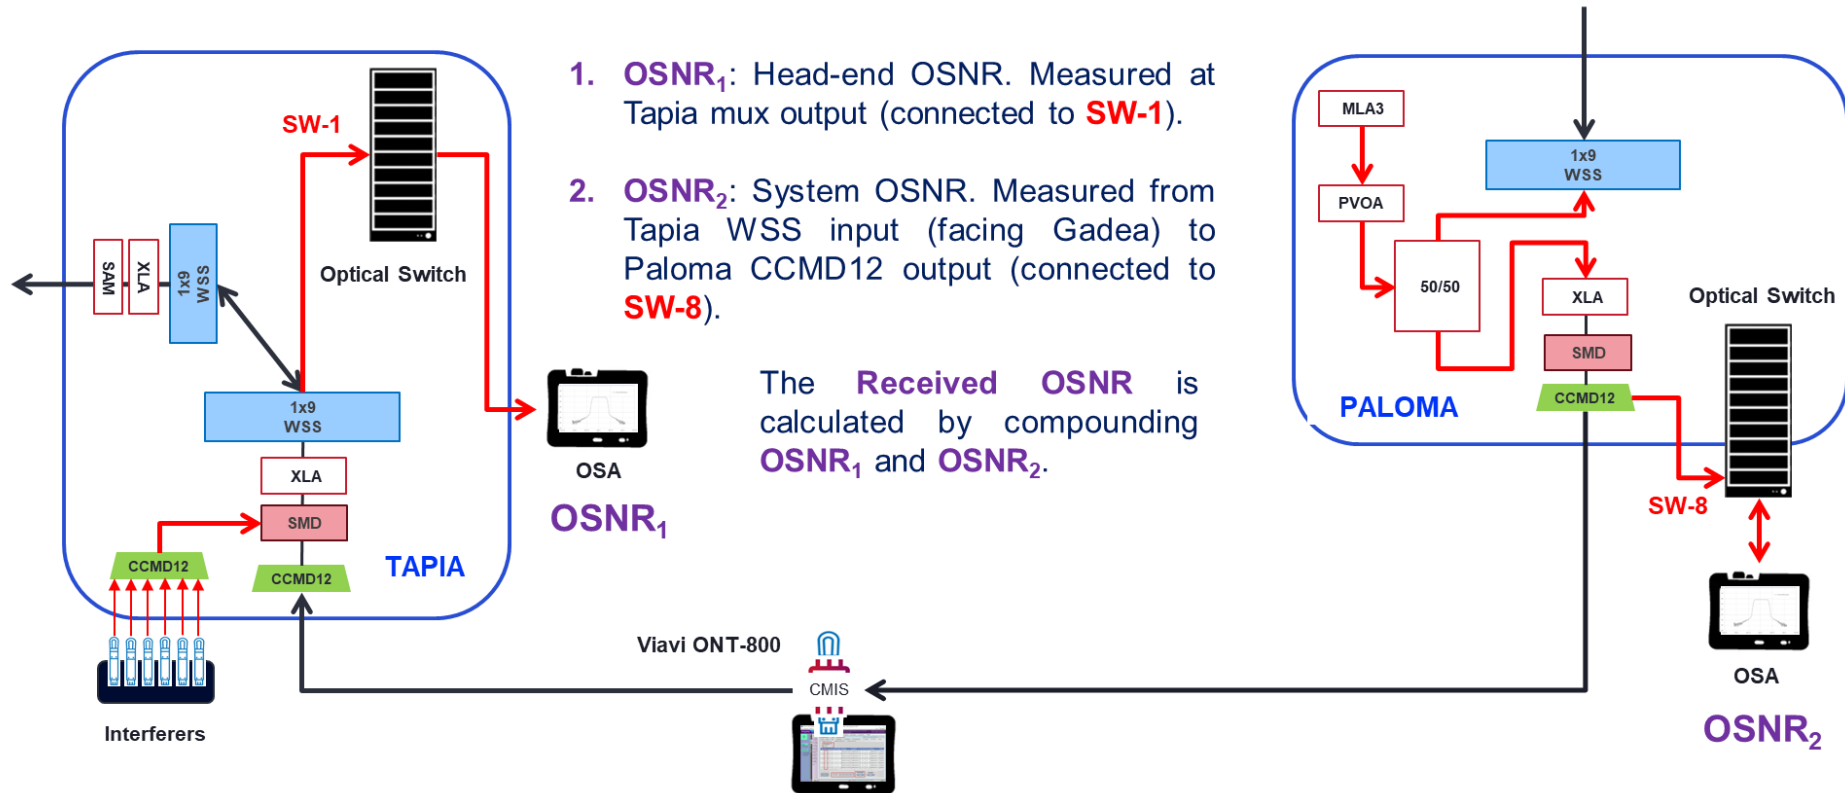 1. OSNR1: Head-end OSNR. Measured at
Tapia mux output (connected to SW-1).
2. OSNR2: System OSNR. Measured from
Tapia WSS input (facing Gadea) to
Paloma CCMD12 output (connected to
SW-8).
The Received OSNR is
calculated by compounding
OSNR1 and OSNR2.
SW-1
Optical Switch
SAM
XLA
1x9
WSS
1x9
WSS
XLA
SMD
CCMD12
CCMD12
TAPIA
Interferers
OSA
OSNR1
Viavi ONT-800
CMIS
MLA3
PVOA
50/50
1x9
WSS
XLA
SMD
CCMD12
PALOMA
Optical Switch
SW-8
OSA
OSNR2